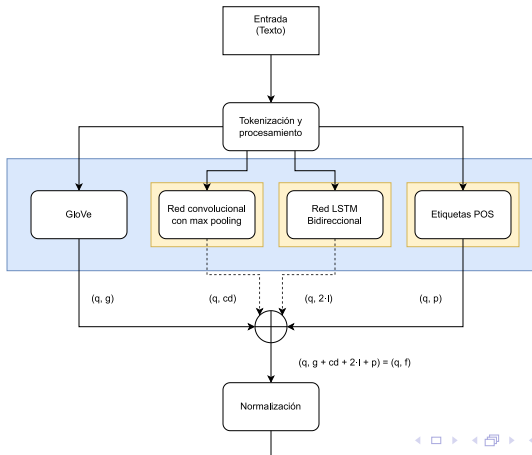 Entrada
(Texto)
Tokenización y
procesamiento
GloVe
Red convolucional
con max pooling
Red LSTM
Bidireccional
Etiquetas POS
(q, g)
(q, cd)
(q, 2·l)
(q, p)
(q, g + cd + 2·l + p) = (q, f)
Normalización